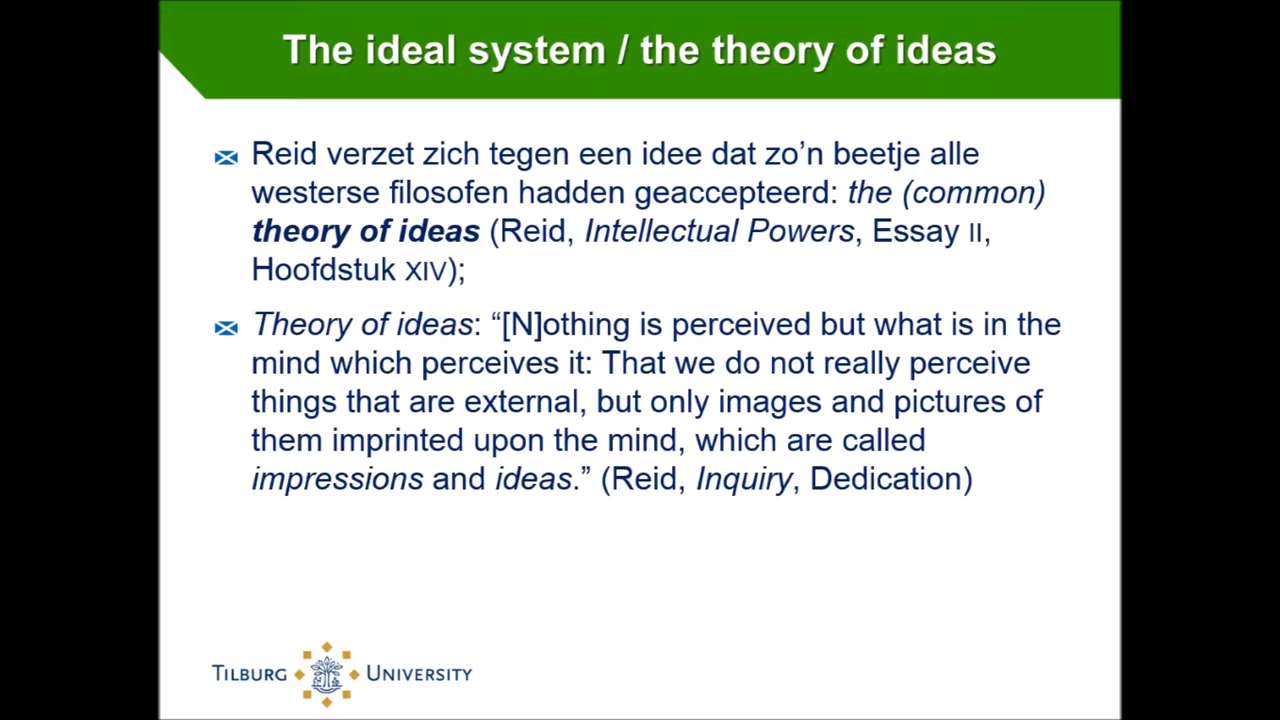 The ideal system / the theory of ideas
Reid verzet zich tegen een idee dat zo’n beetje alle
westerse filosofen hadden geaccepteerd: the (common)
theory of ideas (Reid, Intellectual Powers, Essay II,
Hoofdstuk XIV);
Theory of ideas: “[N]othing is perceived but what is in the
mind which perceives it: That we do not really perceive
things that are external, but only images and pictures of
them imprinted upon the mind, which are called
impressions and ideas.” (Reid, Inquiry, Dedication)
TILBURG UNIVERSITY